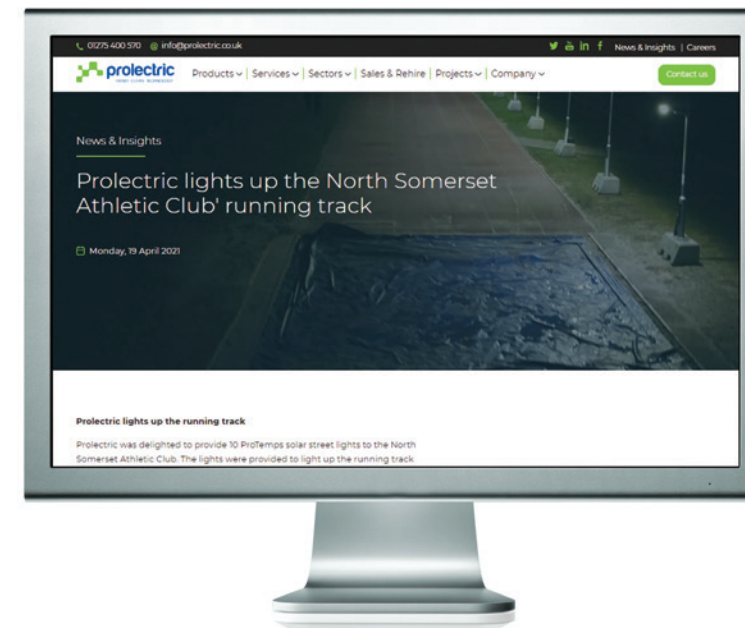 01275 400 570 info@prolectric.co.uk News & Insights | Careers
prolectric Products Services Sectors Sales & Rehire Projects Company Contact us
News & Insights
Prolectric lights up the North Somerset
Athletic Club' running track
Monday, 19 April 2021
Prolectric lights up the running track
Prolectric was delighted to provide 10 ProTemps solar street lights to the North
Somerset Athletic Club. The lights were provided to light up the running track